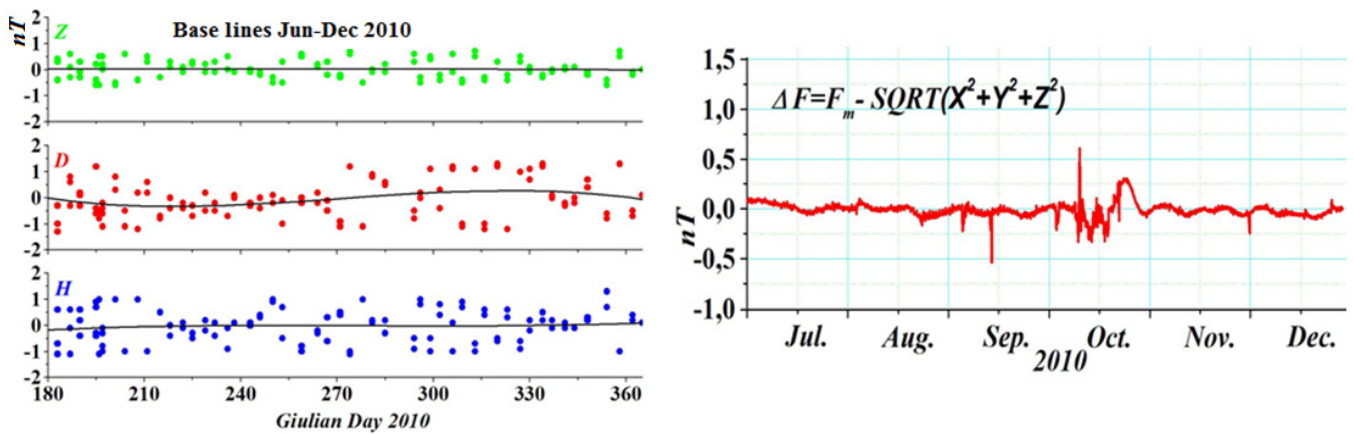 nT
Base lines Jun-Dec 2010
Z
2
1
0
-1
-2
D
2
1
0
-1
-2
H
2
1
0
-1
-2
180 210 240 270 300 330 360
Giulian Day 2010
ΔF=Fm- SQRT(X²+Y²+Z²)
nT
1,5
1,0
0,5
0,0
-0,5
-1,0
Jul. Aug. Sep. Oct. Nov. Dec.
2010